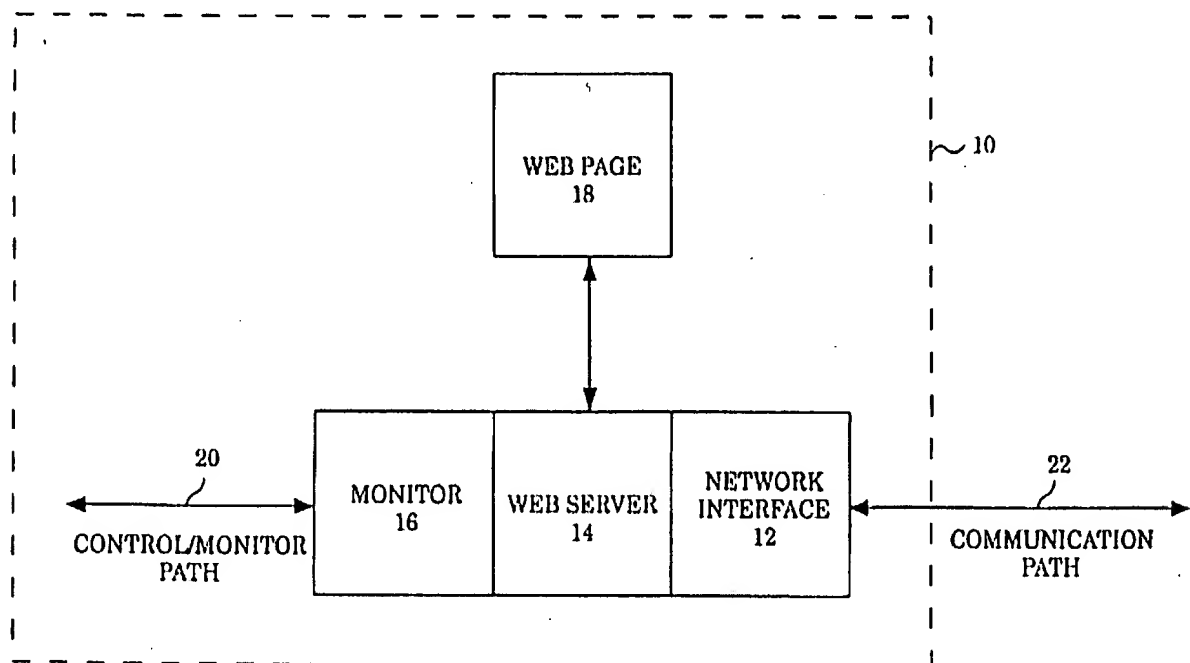 10
WEB PAGE
18
20
CONTROL/MONITOR
PATH
MONITOR
16
WEB SERVER
14
NETWORK
INTERFACE
12
22
COMMUNICATION
PATH